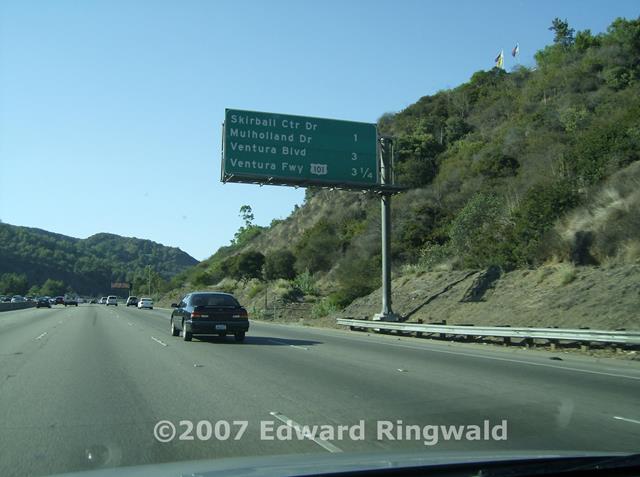 Skirball Ctr Dr
Mulholland Dr 1
Ventura Blvd 3
Ventura Fwy 101 3 1/4
©2007 Edward Ringwald